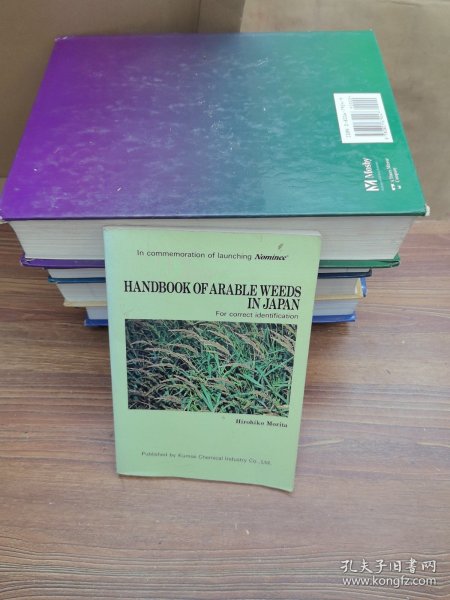 M Mosby
In commemoration of launching Nominee
HANDBOOK OF ARABLE WEEDS
IN JAPAN
For correct identification
Hirohiko Morita
Published by Kumiai Chemical Industry Co., Ltd.
孔夫子旧书网
www.kongfz.com